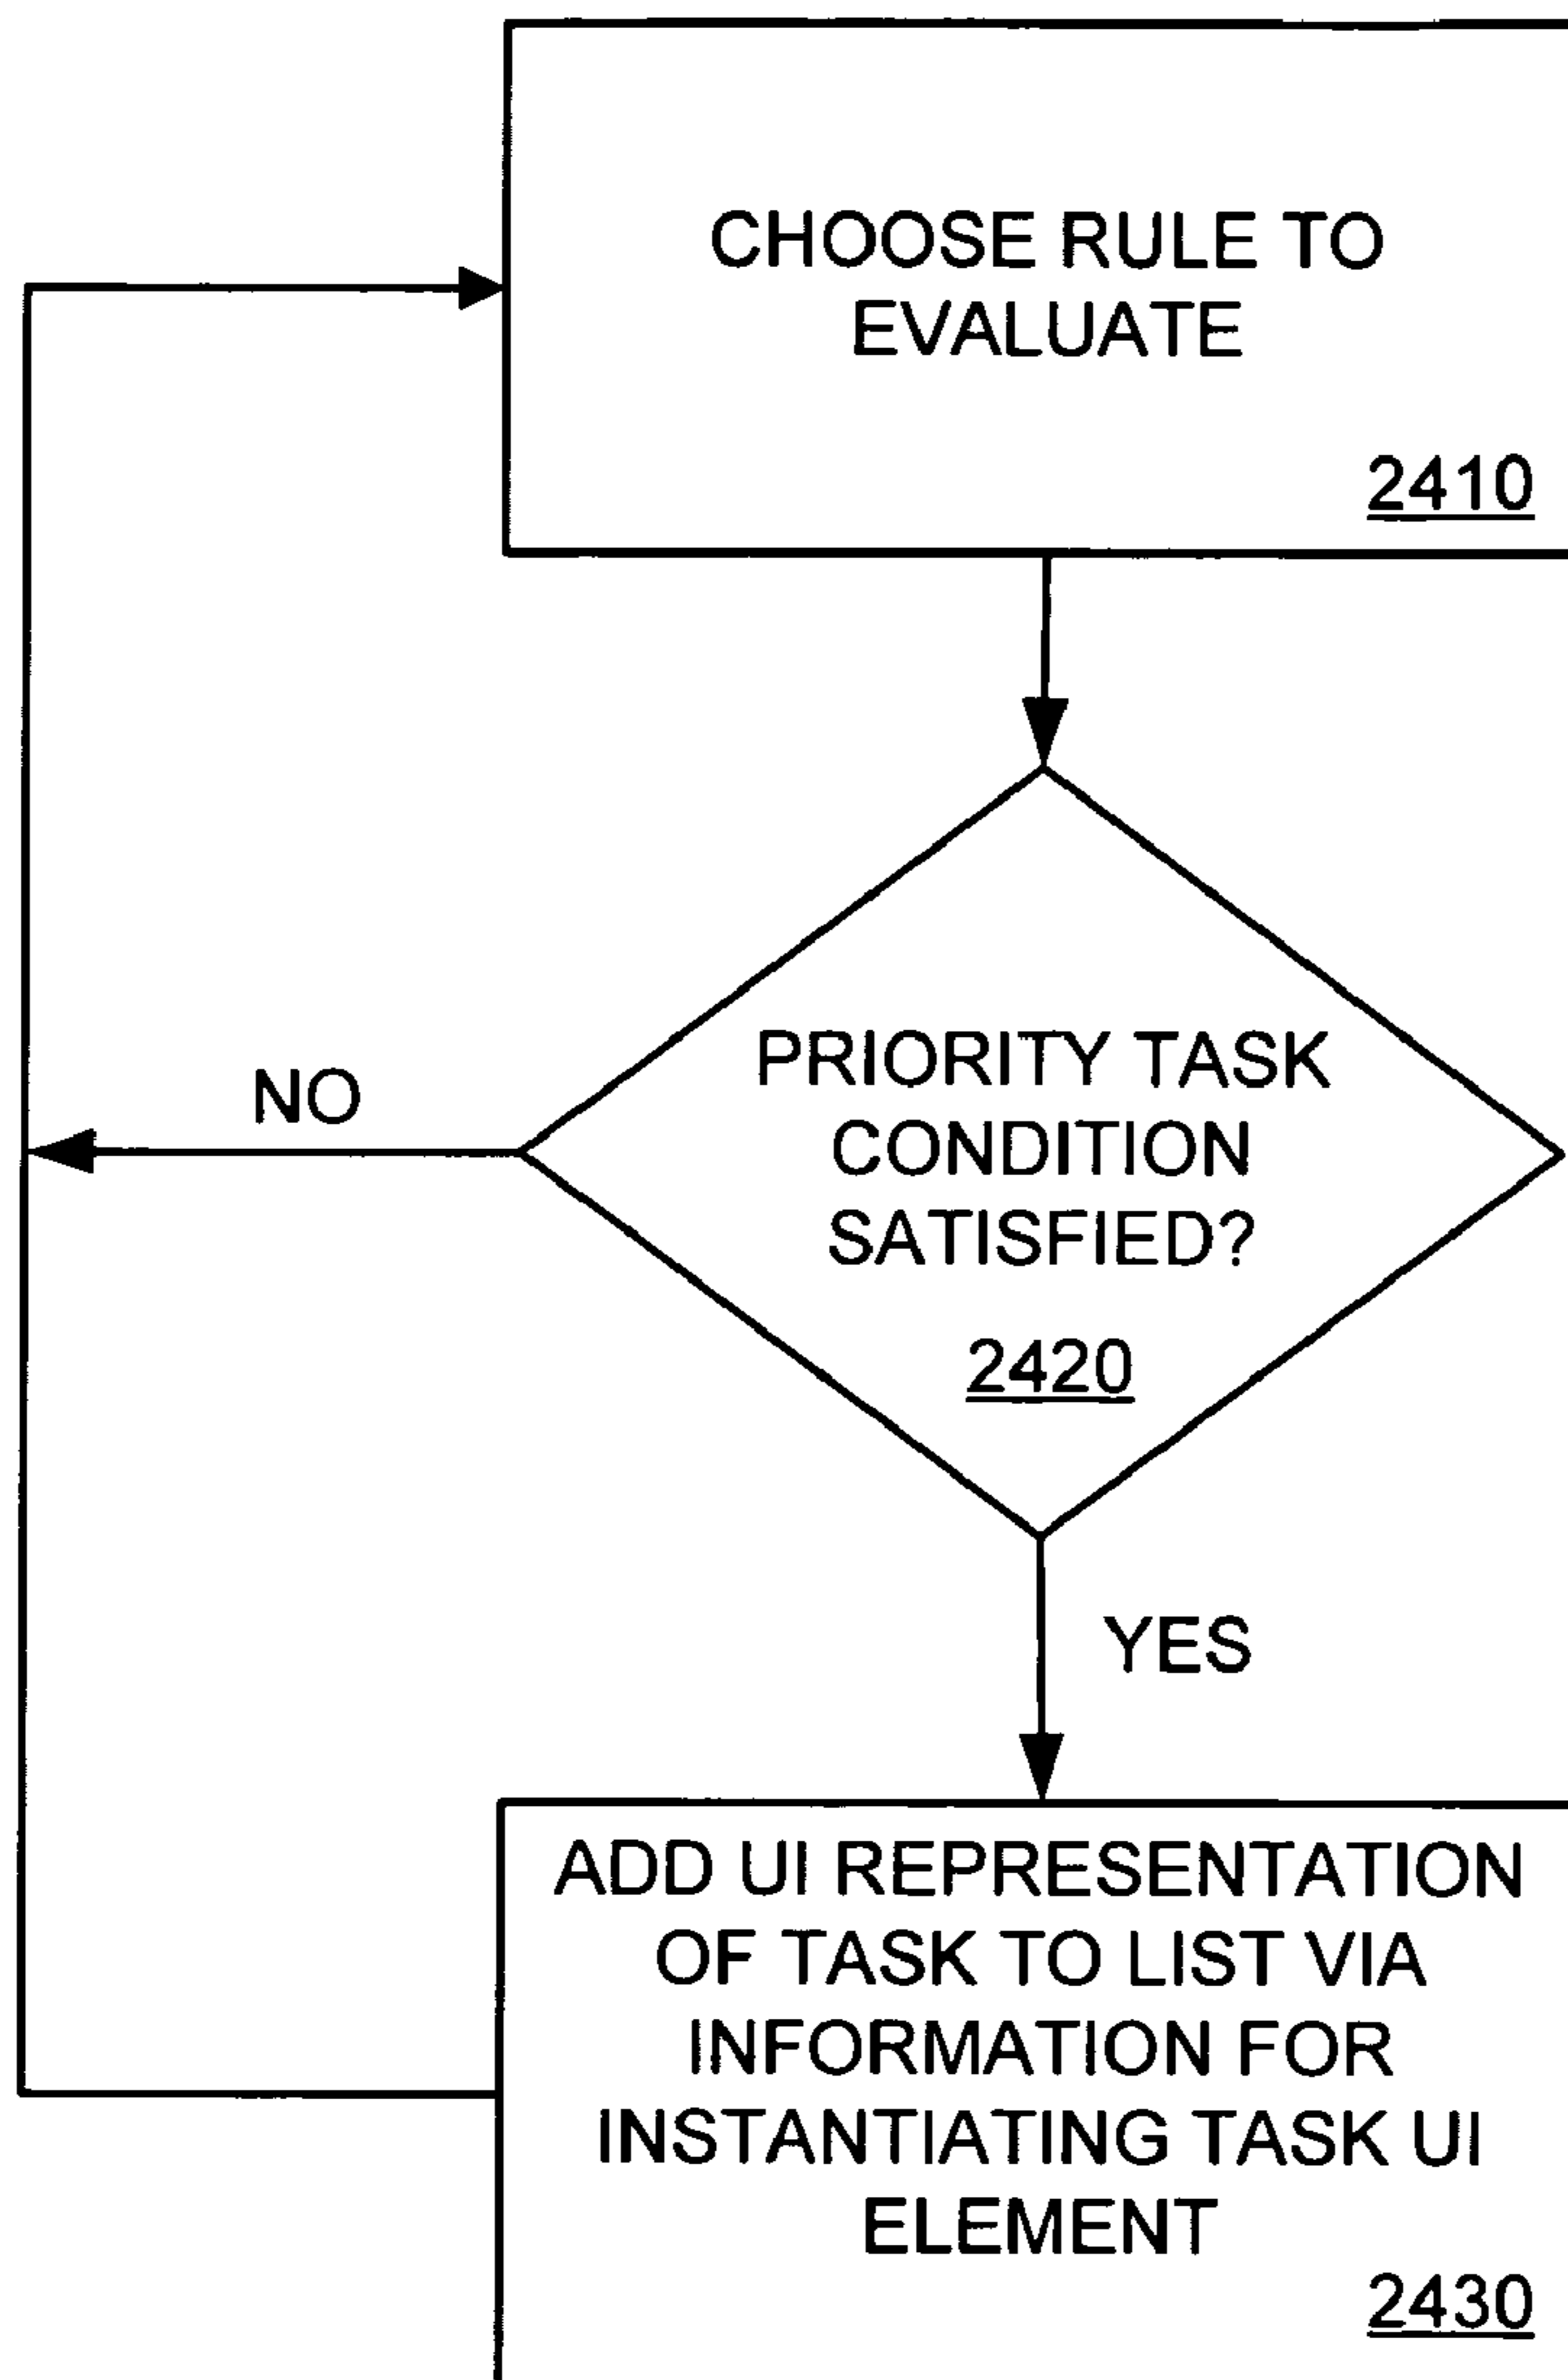 CHOOSE RULE TO
EVALUATE
2410
PRIORITY TASK
CONDITION
SATISFIED?
2420
NO
YES
ADD UI REPRESENTATION
OF TASK TO LIST VIA
INFORMATION FOR
INSTANTIATING TASK UI
ELEMENT
2430